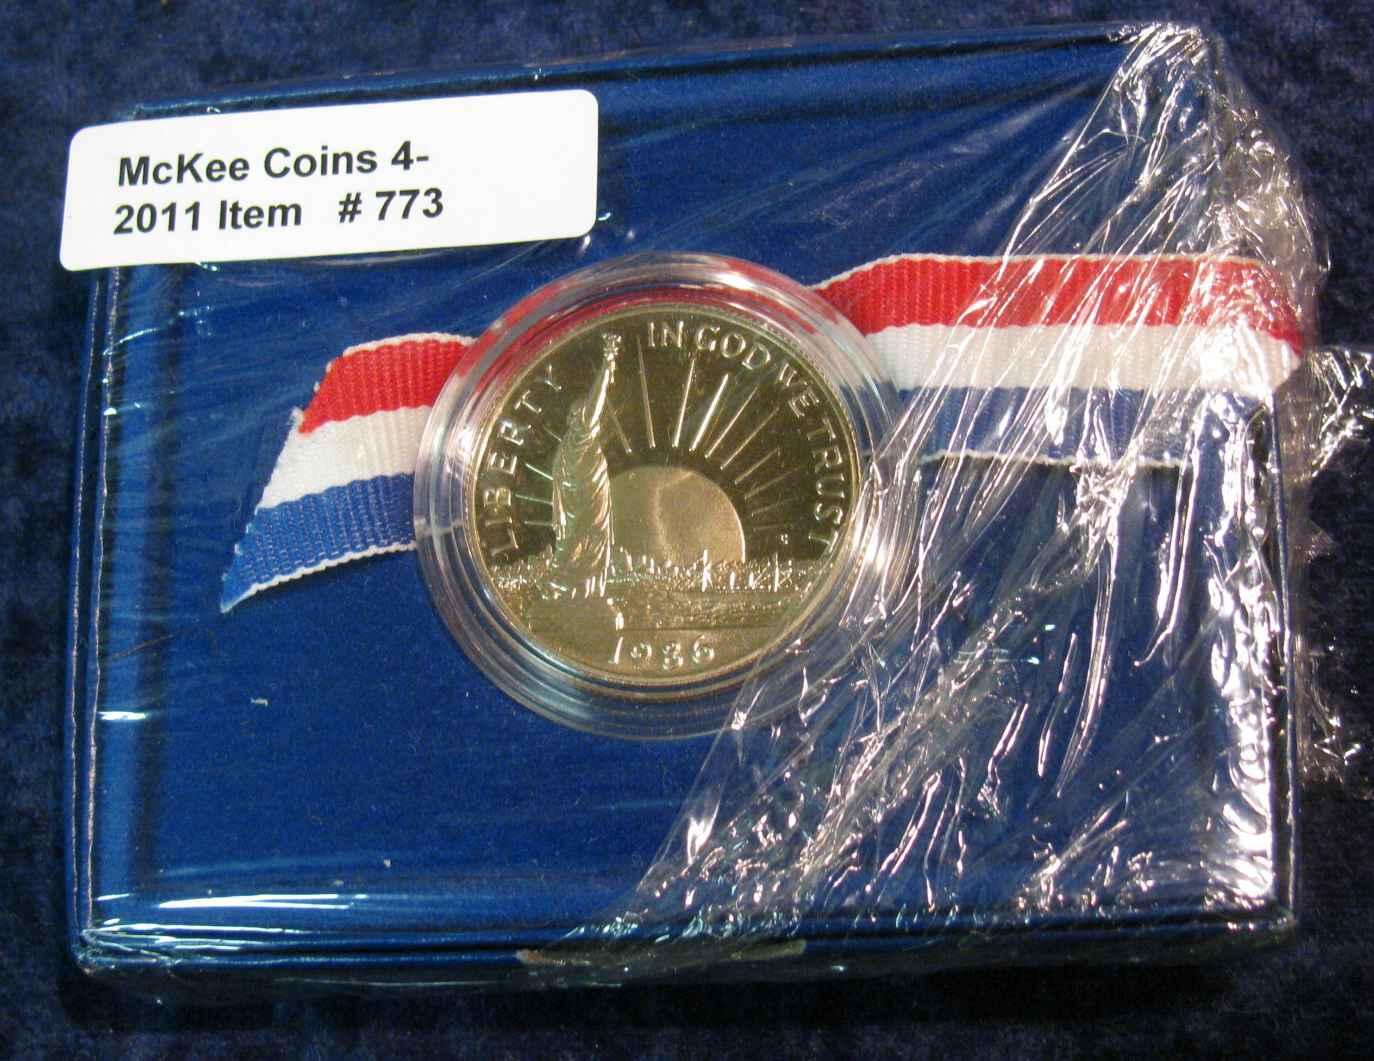 McKee Coins 4-
2011 Item # 773
LIBERTY
IN GOD WE TRUST
1986